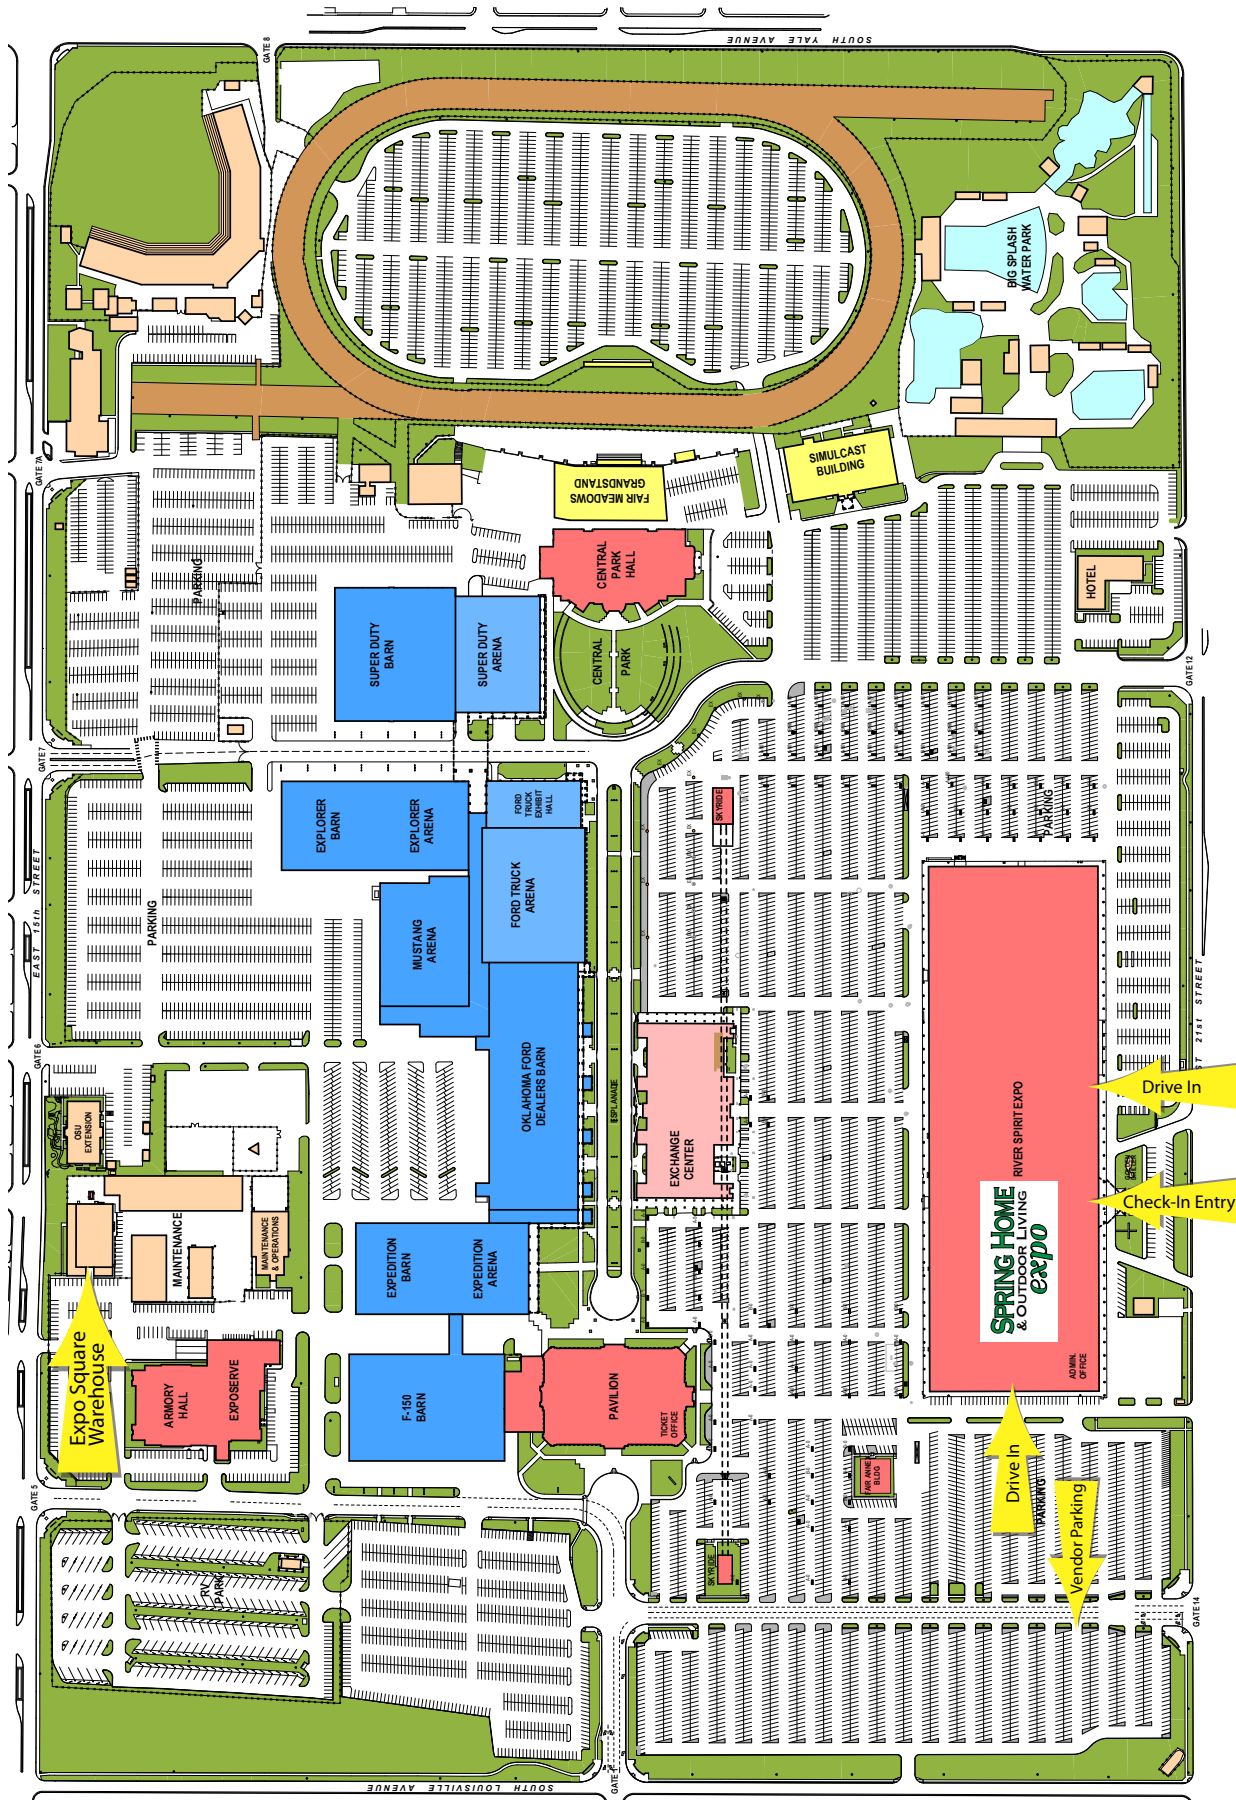 SOUTH YALE AVENUE
GATE 8
BIG SPLASH
WATER PARK
GATE 7A
SIMULCAST
BUILDING
FAIR MEADOWS
GRANDSTAND
CENTRAL
PARK
HALL
PARKING
HOTEL
SUPER DUTY
BARN
SUPER DUTY
ARENA
CENTRAL
PARK
GATE 12
GATE 7
EXPLORER
BARN
EXPLORER
ARENA
FORD
TRUCK
EXHIBIT
HALL
SKYRIDE
PARKING
EAST 15th STREET
PARKING
MUSTANG
ARENA
FORD TRUCK
ARENA
GATE 6
OSU
EXTENSION
OKLAHOMA FORD
DEALERS BARN
ESPLANADE
EXCHANGE
CENTER
RIVER SPIRIT EXPO
21st STREET
Drive In
Check-In Entry
SPRING HOME
& OUTDOOR LIVING
expo
MAINTENANCE
MAINTENANCE
& OPERATIONS
EXPEDITION
BARN
EXPEDITION
ARENA
Expo Square
Warehouse
ARMORY
HALL
EXPOSERVE
F-150
BARN
PAVILION
TICKET
OFFICE
ADMIN.
OFFICE
FAIR ANNE
BLDG
Drive In
PARKING
Vendor Parking
GATE 5
RV
PARK
SKYRIDE
GATE 14
SOUTH LOUISVILLE AVENUE
GATE